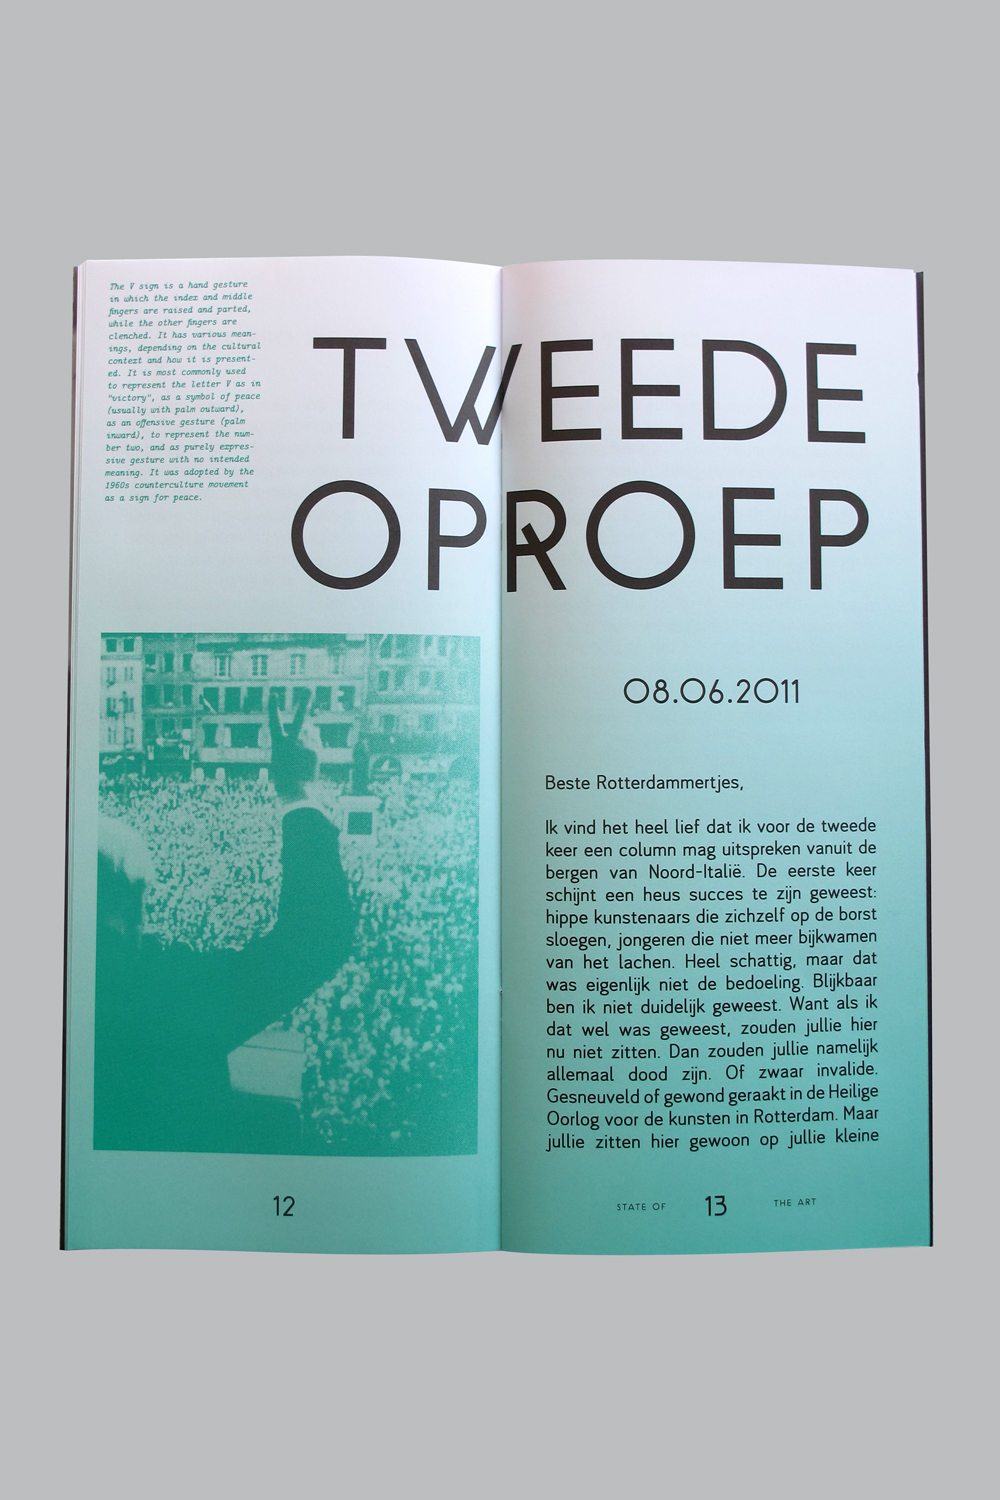 The V sign is a hand gesture
in which the index and middle
fingers are raised and parted,
while the other fingers are
clenched. It has various mean-
ings, depending on the cultural
context and how it is present-
ed. It is most commonly used
to represent the letter V as in
"victory", as a symbol of peace
(usually with palm outward),
as an offensive gesture (palm
inward), to represent the num-
ber two, and as purely expres-
sive gesture with no intended
meaning. It was adopted by the
1960s counterculture movement
as a sign for peace.
TWEEDE
OPROEP
08.06.2011
Beste Rotterdammertjes,
Ik vind het heel lief dat ik voor de tweede
keer een column mag uitspreken vanuit de
bergen van Noord-Italië. De eerste keer
schijnt een heus succes te zijn geweest:
hippe kunstenaars die zichzelf op de borst
sloegen, jongeren die niet meer bijkwamen
van het lachen. Heel schattig, maar dat
was eigenlijk niet de bedoeling. Blijkbaar
ben ik niet duidelijk geweest. Want als ik
dat wel was geweest, zouden jullie hier
nu niet zitten. Dan zouden jullie namelijk
allemaal dood zijn. Of zwaar invalide.
Gesneuveld of gewond geraakt in de Heilige
Oorlog voor de kunsten in Rotterdam. Maar
jullie zitten hier gewoon op jullie kleine
12
STATE OF 13 THE ART